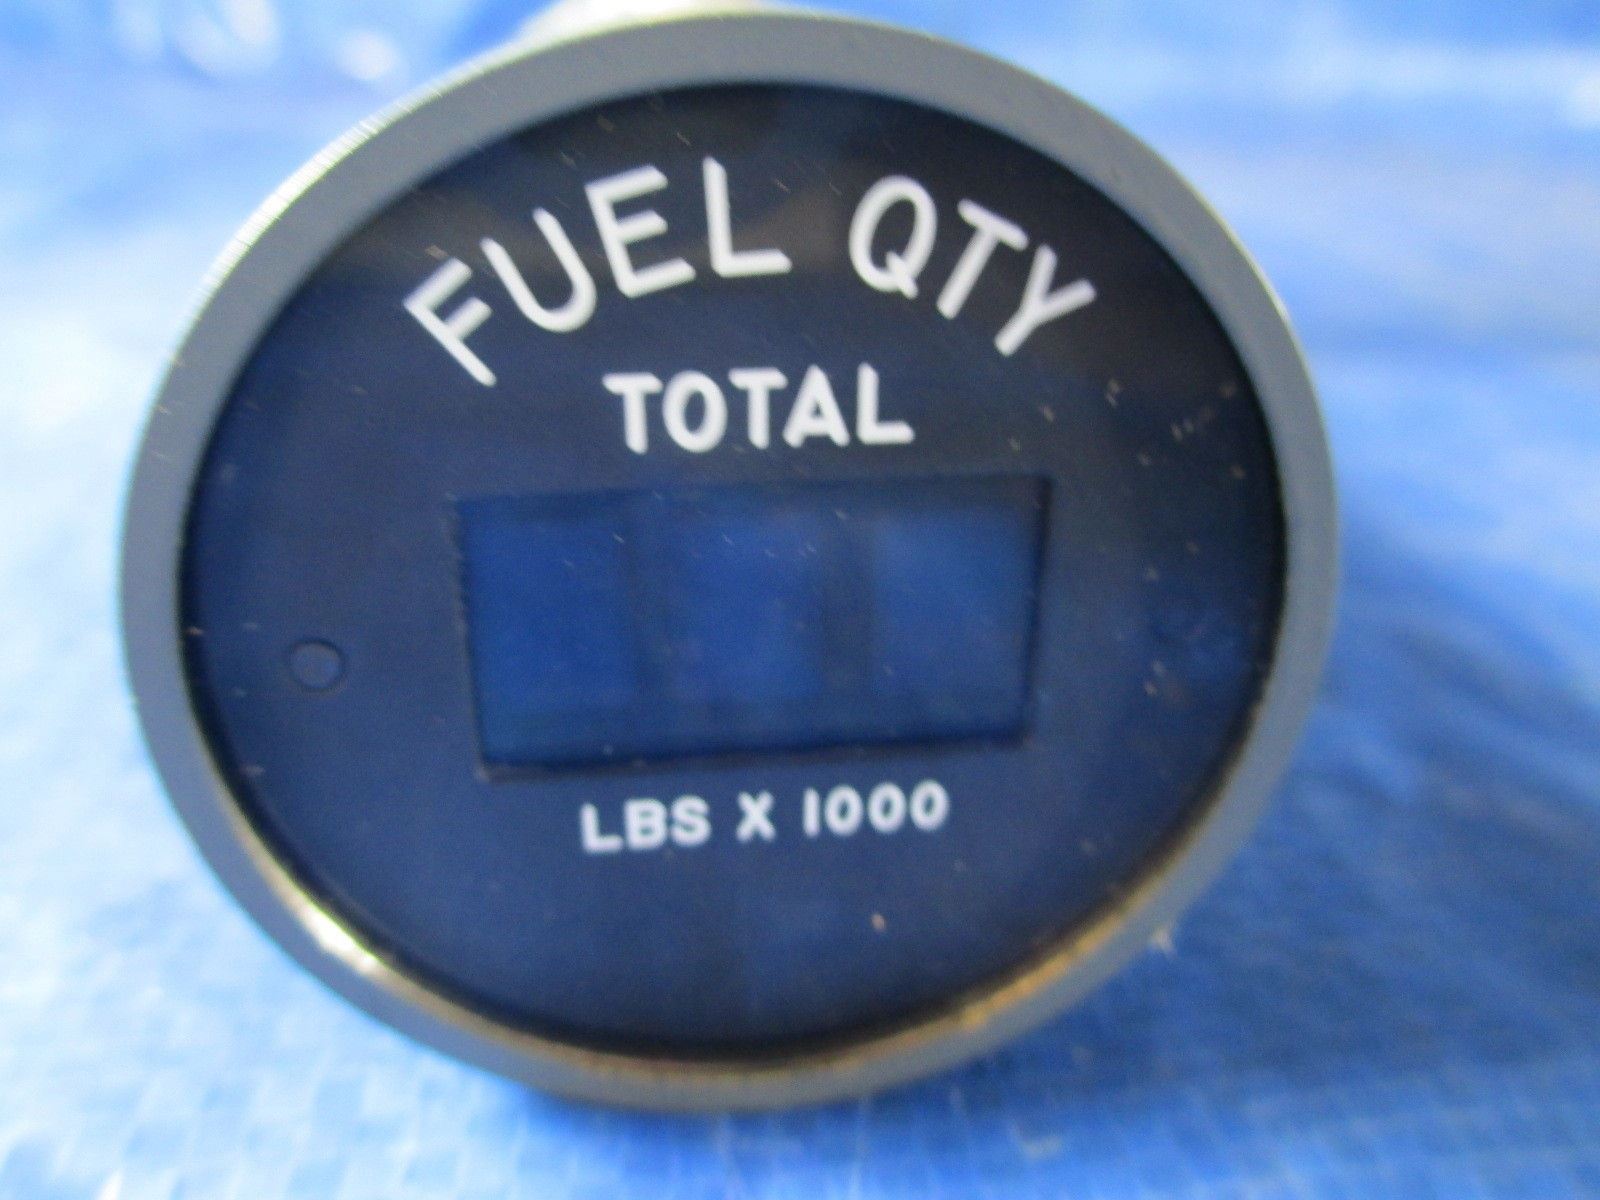 FUEL QTY
TOTAL
LBS X 1000